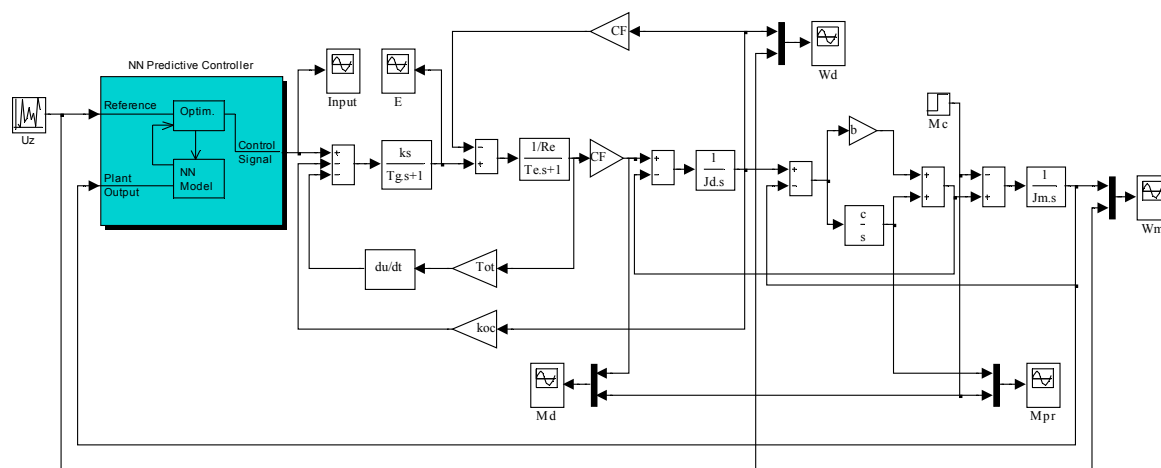 NN Predictive Controller
Reference
Optim.
Control
Signal
Plant
Output
NN
Model
Uz
Input
E
CF
Wd
Mc
ks
Tg.s+1
1/Re
Te.s+1
CF
1
Jd.s
b
c
s
1
Jm.s
Wm
du/dt
Tot
koc
Md
Mpr
+
-
-
-
+
+
-
+
-
+
+
-
+